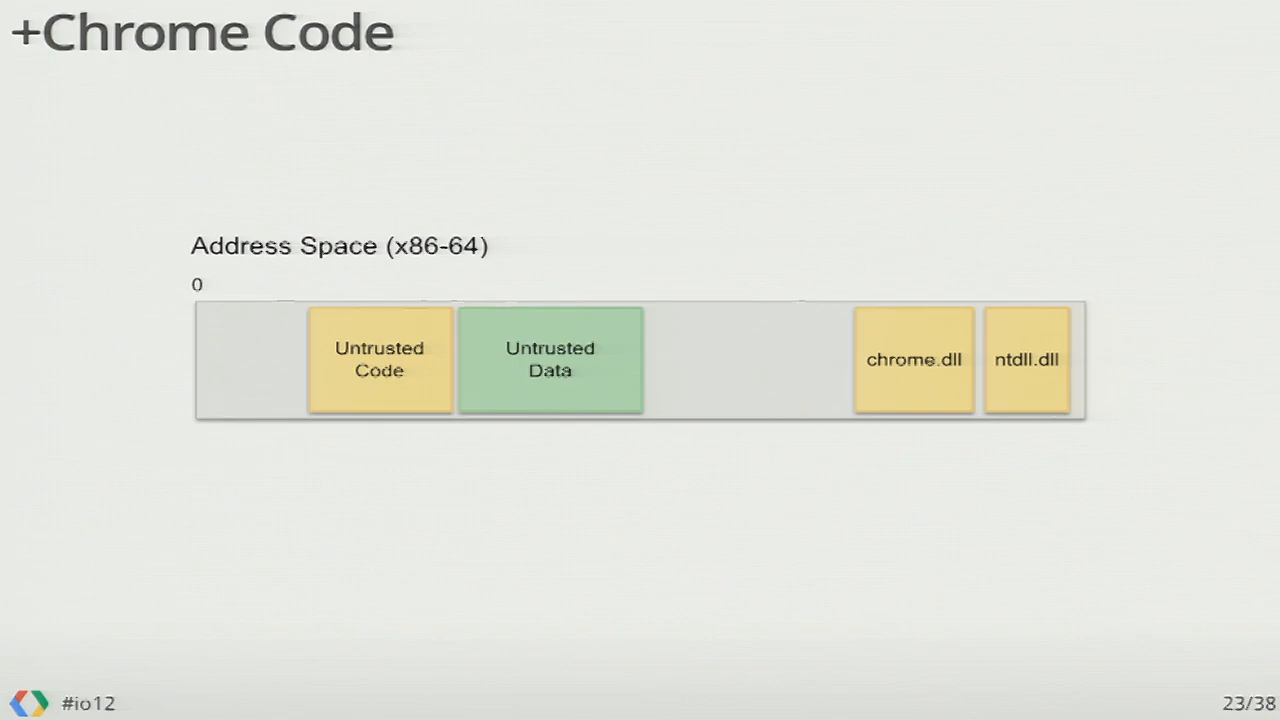 +Chrome Code
Address Space (x86-64)
0
Untrusted
Code
Untrusted
Data
chrome.dll
ntdll.dll
#io12
23/38